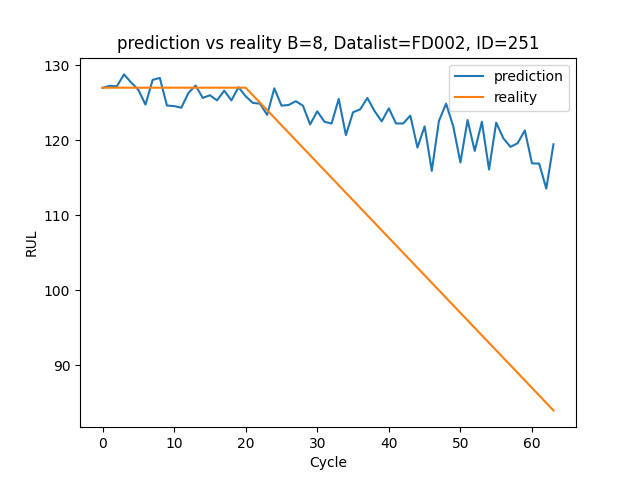 prediction vs reality B=8, Datalist=FD002, ID=251
prediction
reality
130
120
110
100
90
RUL
0 10 20 30 40 50 60
Cycle